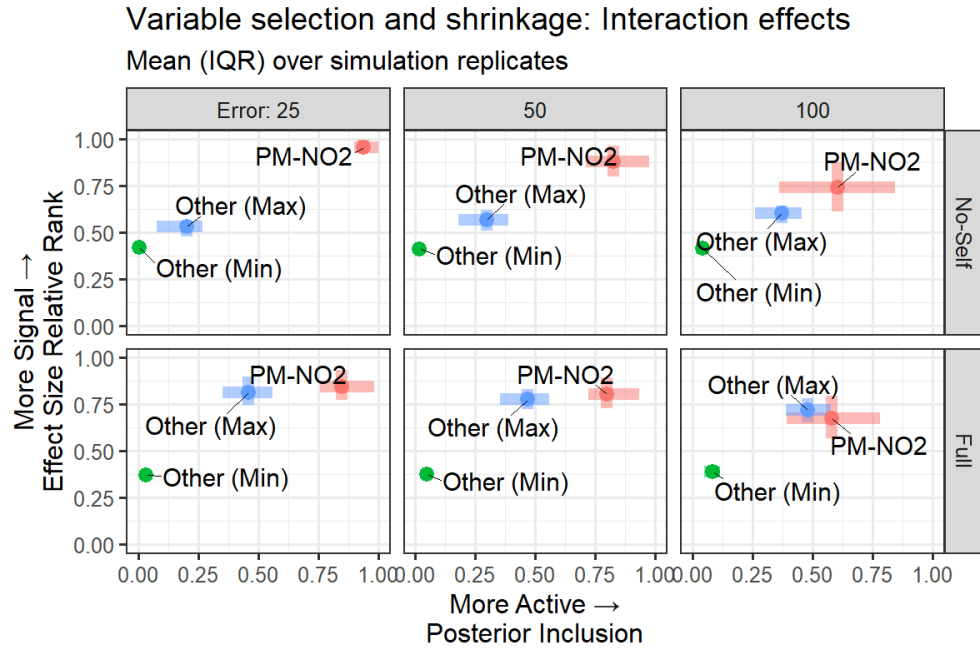 Variable selection and shrinkage: Interaction effects
Mean (IQR) over simulation replicates
Error: 25
50
100
More Signal →
Effect Size Relative Rank
1.00
0.75
0.50
0.25
0.00
PM-NO2
Other (Max)
Other (Min)
PM-NO2
Other (Max)
Other (Min)
PM-NO2
Other (Max)
Other (Min)
No-Self
1.00
0.75
0.50
0.25
0.00
PM-NO2
Other (Max)
Other (Min)
PM-NO2
Other (Max)
Other (Min)
Other (Max)
PM-NO2
Other (Min)
Full
0.00 0.25 0.50 0.75 1.00
0.00 0.25 0.50 0.75 1.00
0.00 0.25 0.50 0.75 1.00
More Active →
Posterior Inclusion